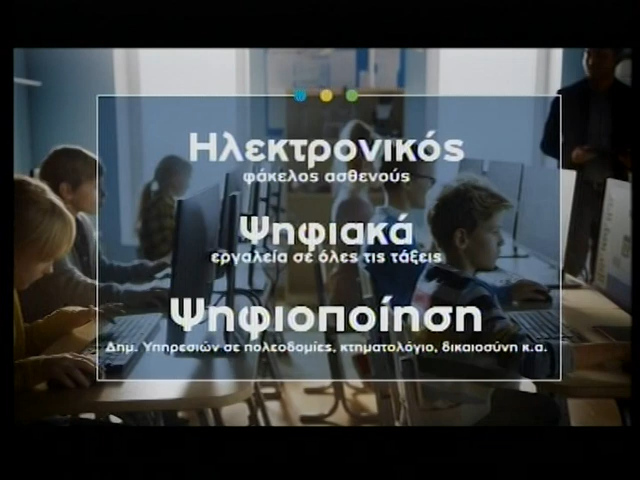 Ηλεκτρονικός
φάκελος ασθενούς
Ψηφιακά
εργαλεία σε όλες τις τάξεις
Ψηφιοποίηση
Δημ. Υπηρεσιών σε πολεοδομίες, κτηματολόγιο, δικαιοσύνη κ.α.